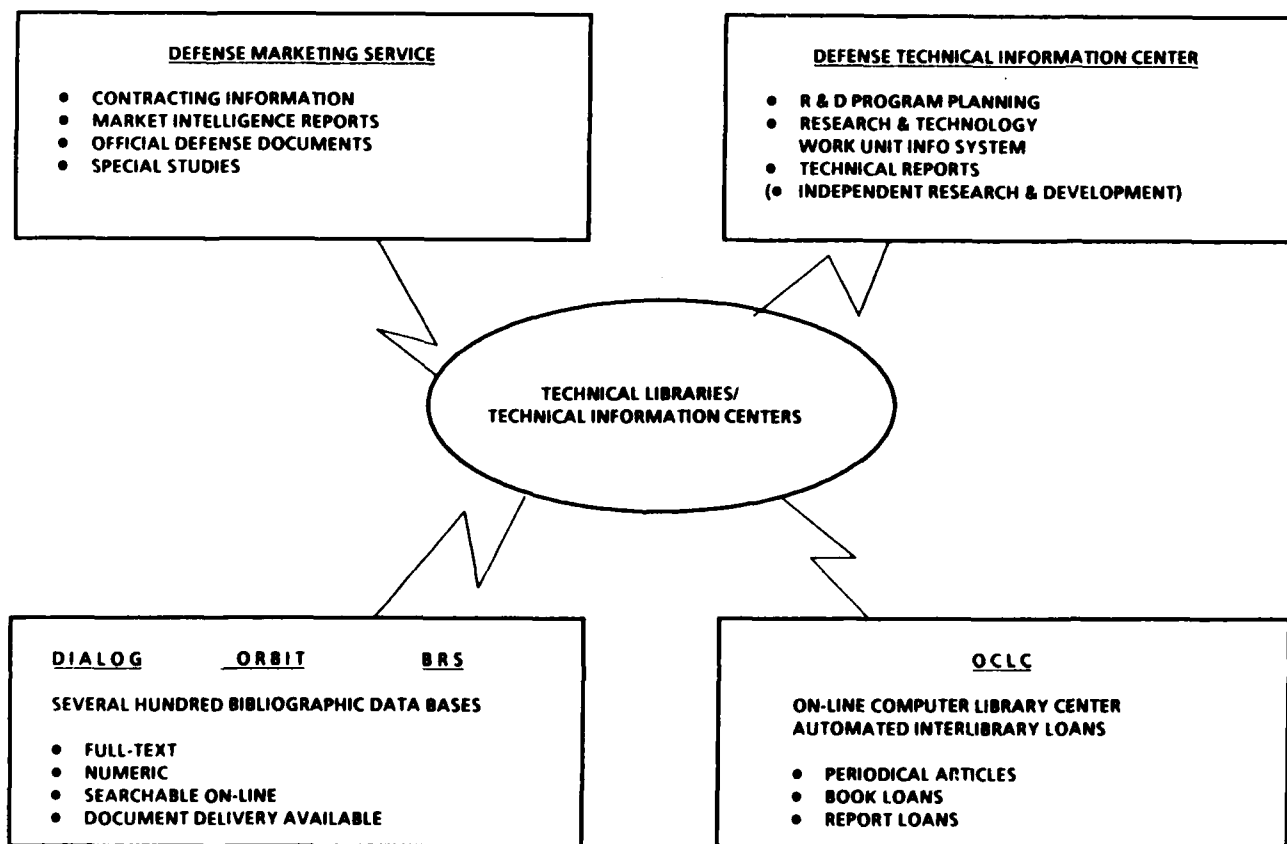 DEFENSE MARKETING SERVICE
● CONTRACTING INFORMATION
● MARKET INTELLIGENCE REPORTS
● OFFICIAL DEFENSE DOCUMENTS
● SPECIAL STUDIES
DEFENSE TECHNICAL INFORMATION CENTER
● R & D PROGRAM PLANNING
● RESEARCH & TECHNOLOGY
WORK UNIT INFO SYSTEM
● TECHNICAL REPORTS
(● INDEPENDENT RESEARCH & DEVELOPMENT)
TECHNICAL LIBRARIES/
TECHNICAL INFORMATION CENTERS
DIALOG ORBIT BRS
SEVERAL HUNDRED BIBLIOGRAPHIC DATA BASES
● FULL-TEXT
● NUMERIC
● SEARCHABLE ON-LINE
● DOCUMENT DELIVERY AVAILABLE
OCLC
ON-LINE COMPUTER LIBRARY CENTER
AUTOMATED INTERLIBRARY LOANS
● PERIODICAL ARTICLES
● BOOK LOANS
● REPORT LOANS